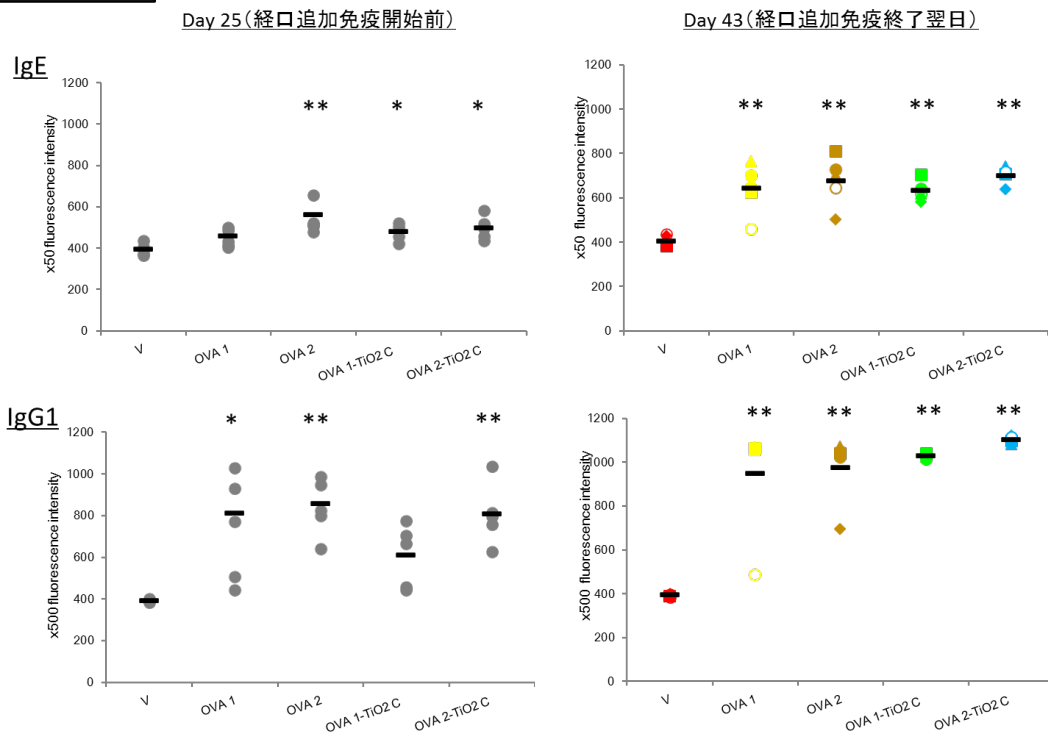 Day 25(経口追加免疫開始前)
Day 43(経口追加免疫終了翌日)
IgE
x50 fluorescence intensity
1200
1000
800
600
400
200
0
** * *
V OVA 1 OVA 2 OVA 1-TiO2 C OVA 2-TiO2 C
x50 fluorescence intensity
1200
1000
800
600
400
200
0
** ** ** **
V OVA 1 OVA 2 OVA 1-TiO2 C OVA 2-TiO2 C
IgG1
x500 fluorescence intensity
1200
1000
800
600
400
200
0
* ** **
V OVA 1 OVA 2 OVA 1-TiO2 C OVA 2-TiO2 C
x500 fluorescence intensity
1200
1000
800
600
400
200
0
** ** ** **
V OVA 1 OVA 2 OVA 1-TiO2 C OVA 2-TiO2 C